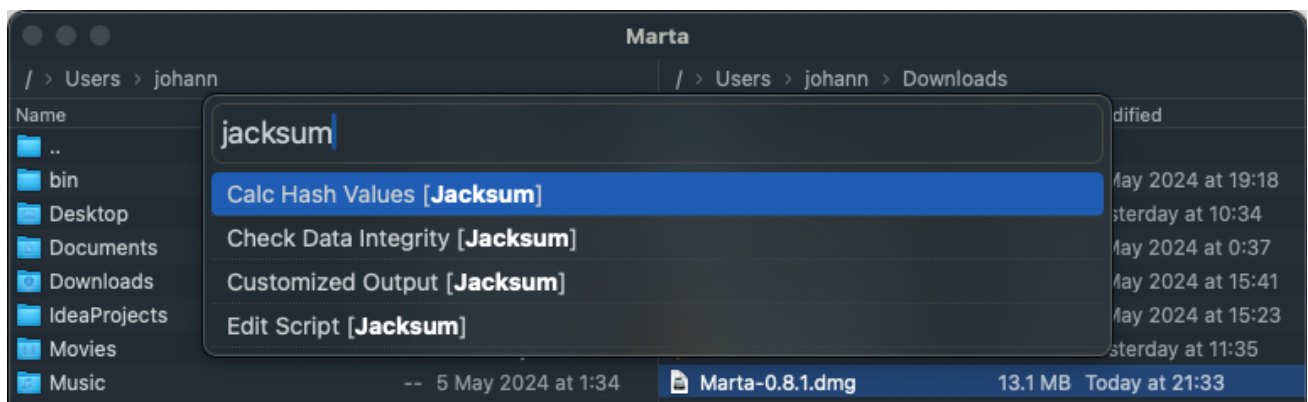 Marta
/ › Users › johann
/ › Users › johann › Downloads
Name
dified
jacksum
Calc Hash Values [Jacksum]
Check Data Integrity [Jacksum]
Customized Output [Jacksum]
Edit Script [Jacksum]
..
bin
May 2024 at 19:18
Desktop
sterday at 10:34
Documents
May 2024 at 0:37
Downloads
May 2024 at 15:41
IdeaProjects
May 2024 at 15:23
Movies
sterday at 11:35
Music -- 5 May 2024 at 1:34
Marta-0.8.1.dmg 13.1 MB Today at 21:33